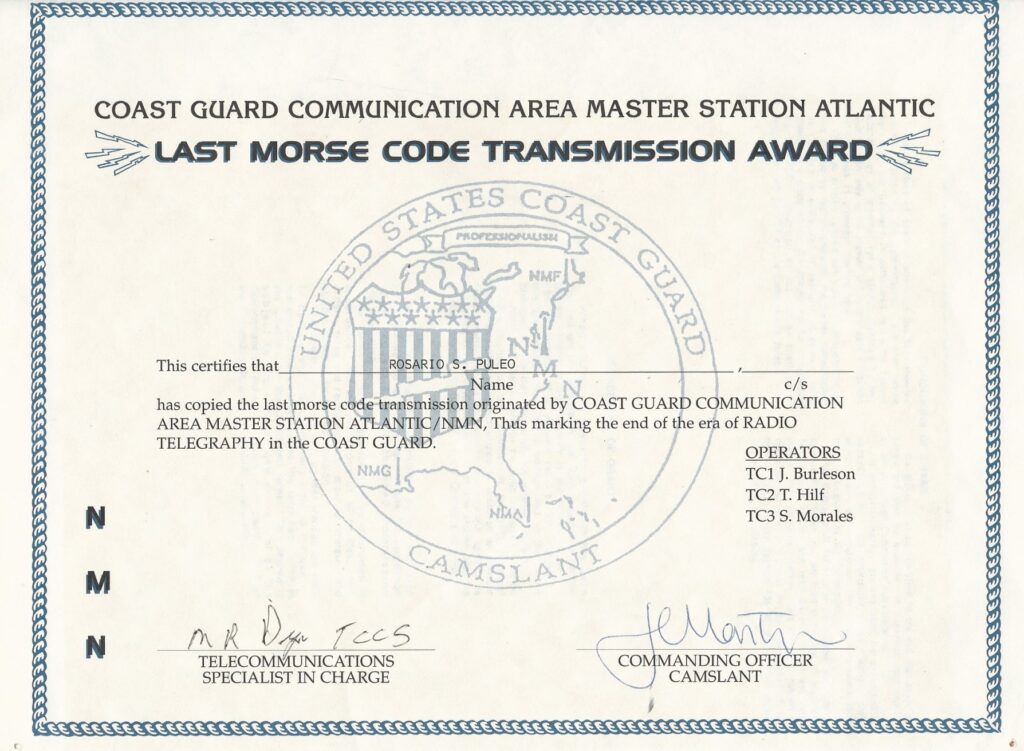 COAST GUARD COMMUNICATION AREA MASTER STATION ATLANTIC
LAST MORSE CODE TRANSMISSION AWARD
UNITED STATES COAST GUARD
PROFESSIONALISM
NMF
NMN
This certifies that ROSARIO S. PULEO ,
Name c/s
has copied the last morse code transmission originated by COAST GUARD COMMUNICATION
AREA MASTER STATION ATLANTIC/NMN, Thus marking the end of the era of RADIO
TELEGRAPHY in the COAST GUARD.
OPERATORS
TC1 J. Burleson
TC2 T. Hilf
TC3 S. Morales
NMG
NMA
CAMSLANT
N
M
N
M R TCCS
TELECOMMUNICATIONS
SPECIALIST IN CHARGE
COMMANDING OFFICER
CAMSLANT